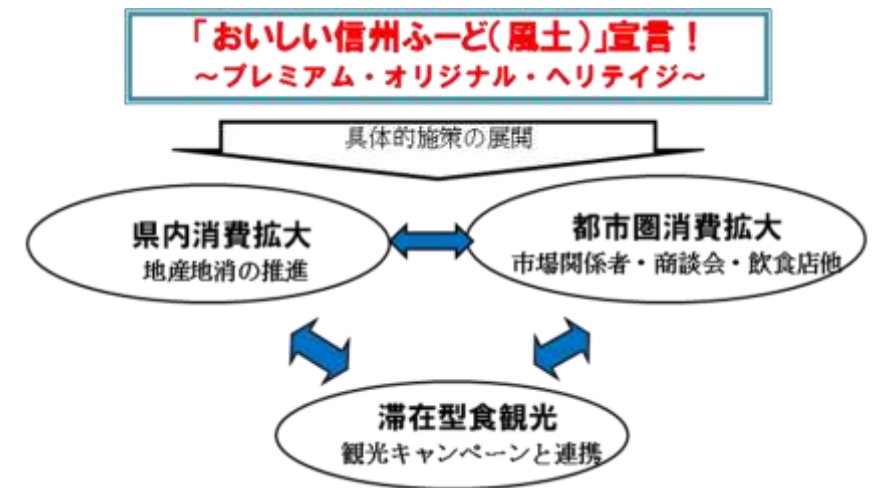 「おいしい信州ふーど(風土)」宣言！
～プレミアム・オリジナル・ヘリテイジ～
具体的施策の展開
県内消費拡大
地産地消の推進
都市圏消費拡大
市場関係者・商談会・飲食店他
滞在型食観光
観光キャンペーンと連携